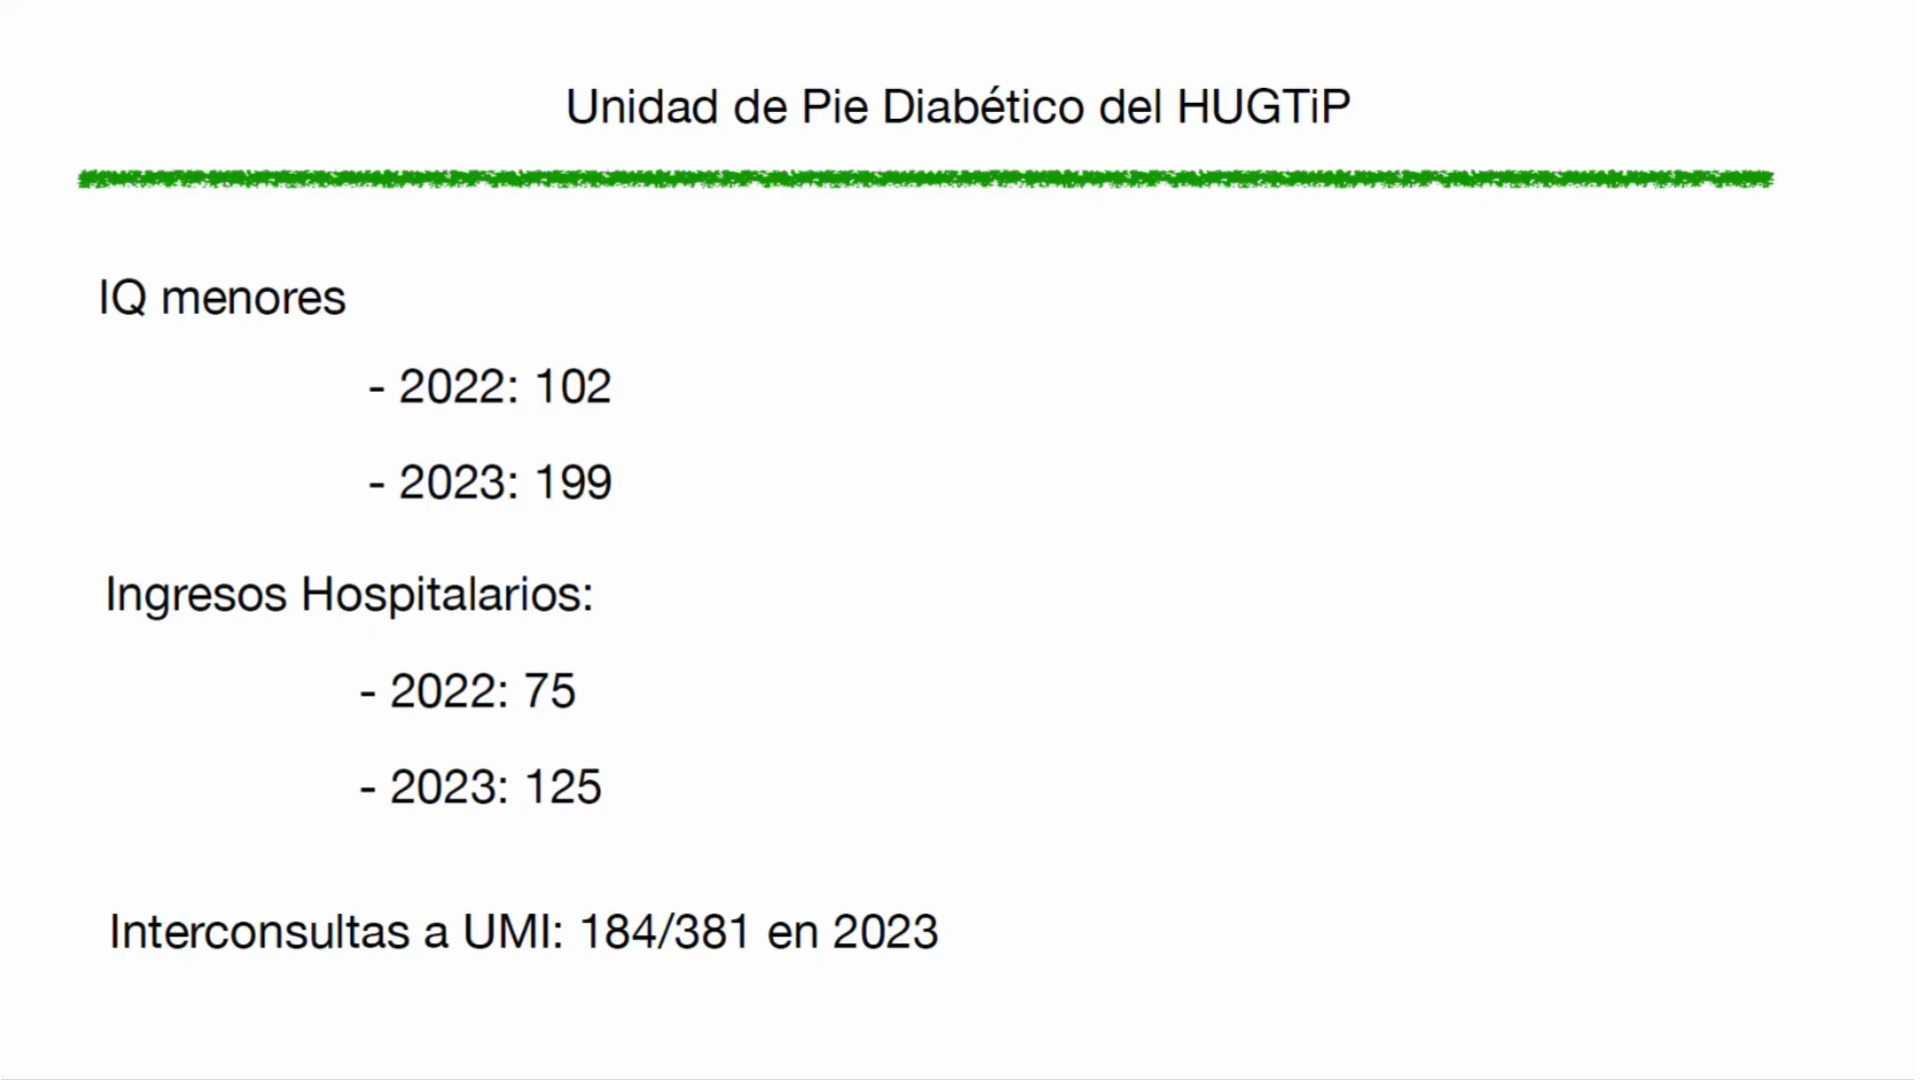 Unidad de Pie Diabético del HUGTiP
IQ menores
- 2022: 102
- 2023: 199
Ingresos Hospitalarios:
- 2022: 75
- 2023: 125
Interconsultas a UMI: 184/381 en 2023